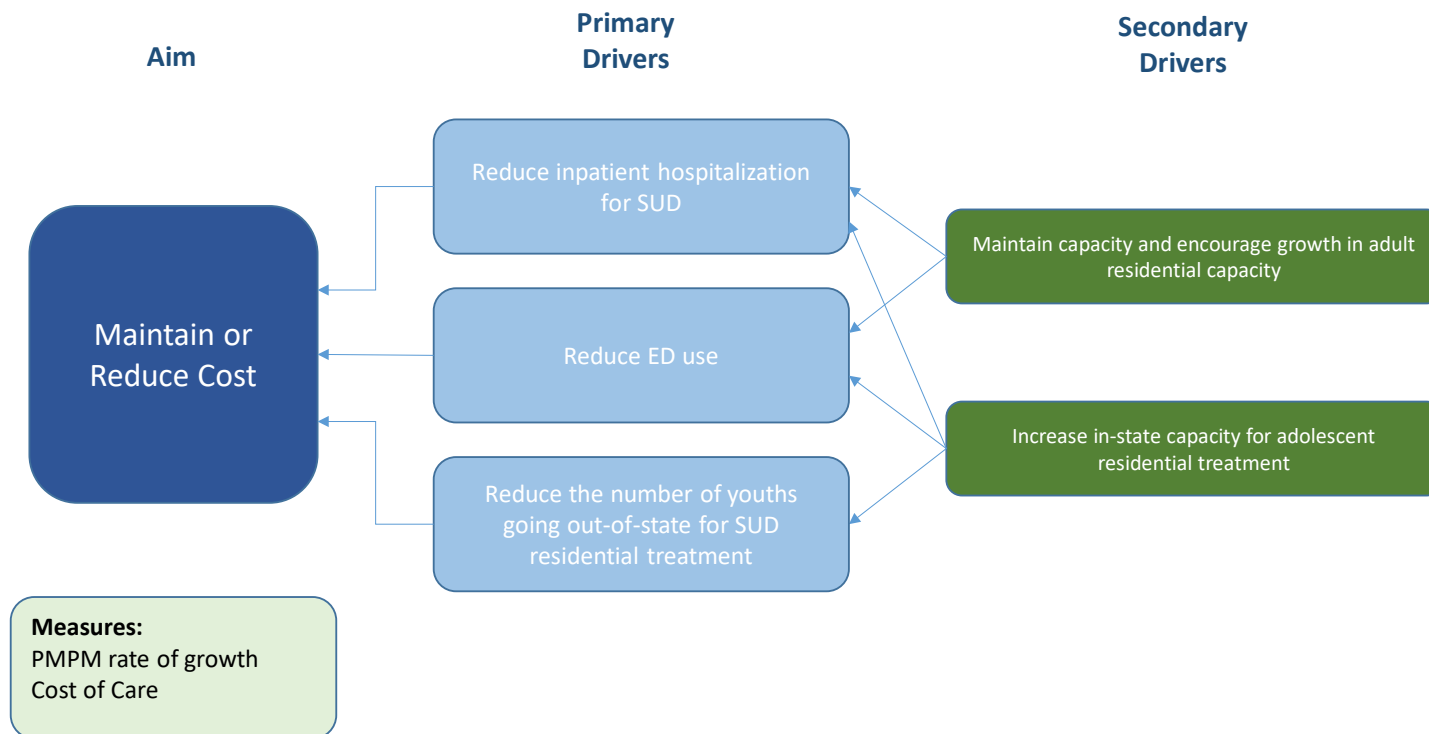 Aim
Primary
Drivers
Secondary
Drivers
Maintain or
Reduce Cost
Reduce inpatient hospitalization
for SUD
Reduce ED use
Reduce the number of youths
going out-of-state for SUD
residential treatment
Maintain capacity and encourage growth in adult
residential capacity
Increase in-state capacity for adolescent
residential treatment
Measures:
PMPM rate of growth
Cost of Care